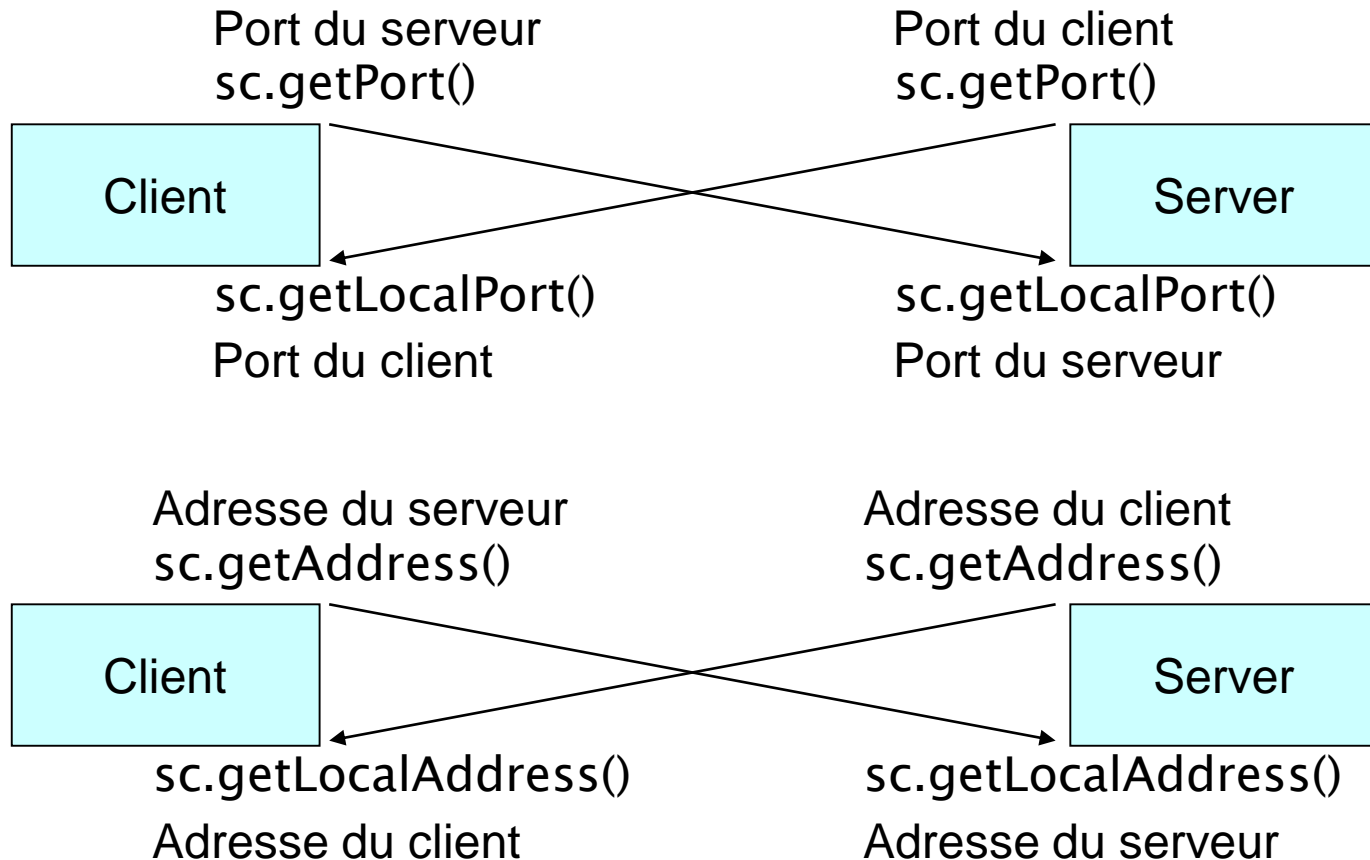 Port du serveur
sc.getPort()
Port du client
sc.getPort()
Client
Server
sc.getLocalPort()
Port du client
sc.getLocalPort()
Port du serveur
Adresse du serveur
sc.getAddress()
Adresse du client
sc.getAddress()
Client
Server
sc.getLocalAddress()
Adresse du client
sc.getLocalAddress()
Adresse du serveur